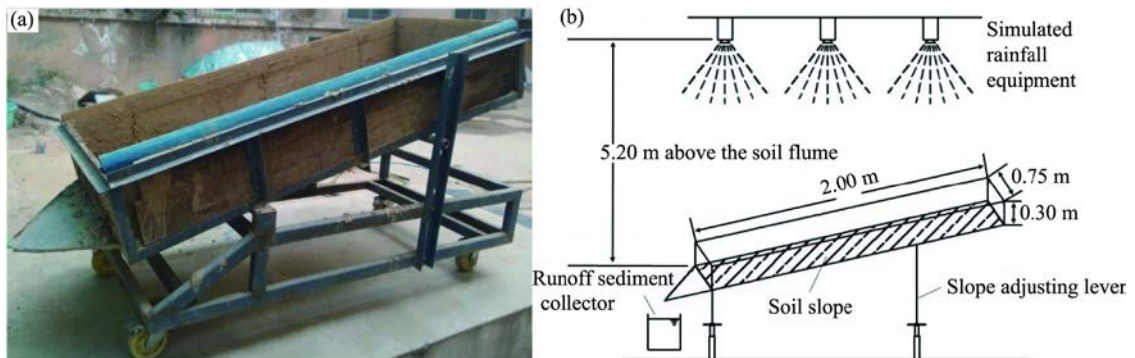 (a)
(b)
Simulated
rainfall
equipment
5.20 m above the soil flume
2.00 m
0.75 m
0.30 m
Runoff sediment
collector
Soil slope
Slope adjusting lever